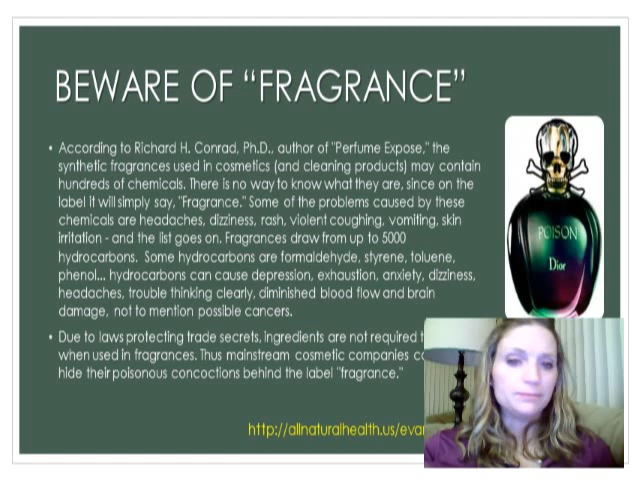 BEWARE OF “FRAGRANCE”
• According to Richard H. Conrad, Ph.D., author of "Perfume Expose," the
synthetic fragrances used in cosmetics (and cleaning products) may contain
hundreds of chemicals. There is no way to know what they are, since on the
label it will simply say, "Fragrance." Some of the problems caused by these
chemicals are headaches, dizziness, rash, violent coughing, vomiting, skin
irritation - and the list goes on. Fragrances draw from up to 5000
hydrocarbons. Some hydrocarbons are formaldehyde, styrene, toluene,
phenol... hydrocarbons can cause depression, exhaustion, anxiety, dizziness,
headaches, trouble thinking clearly, diminished blood flow and brain
damage, not to mention possible cancers.
POISON
Dior
• Due to laws protecting trade secrets, ingredients are not required
when used in fragrances. Thus mainstream cosmetic companies
hide their poisonous concoctions behind the label "fragrance."
http://allnaturalhealth.us/evan